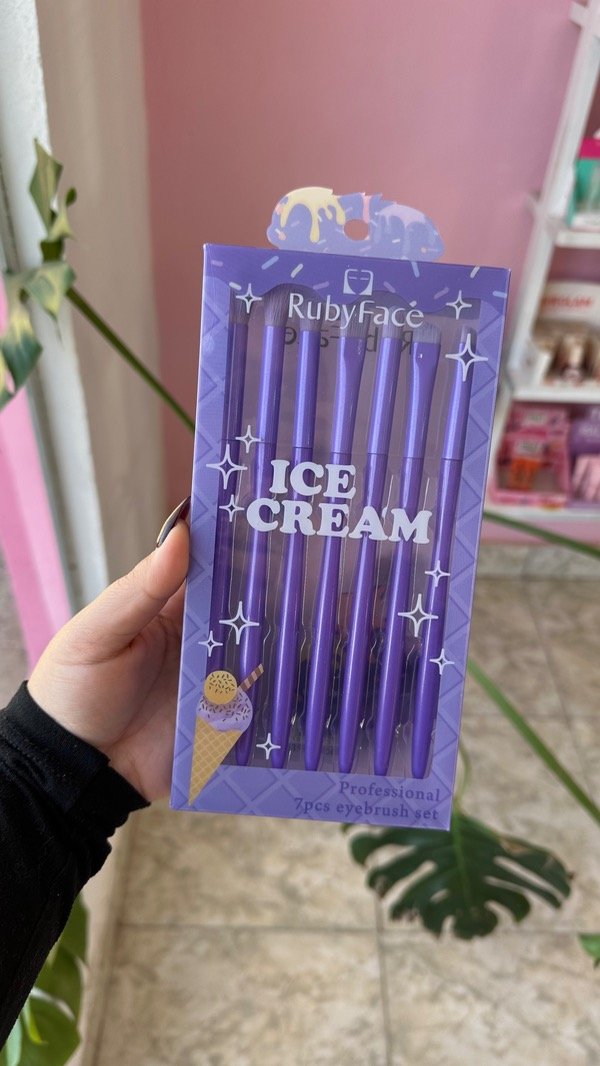 RubyFace
ICE
CREAM
Professional
7pcs eyebrush set